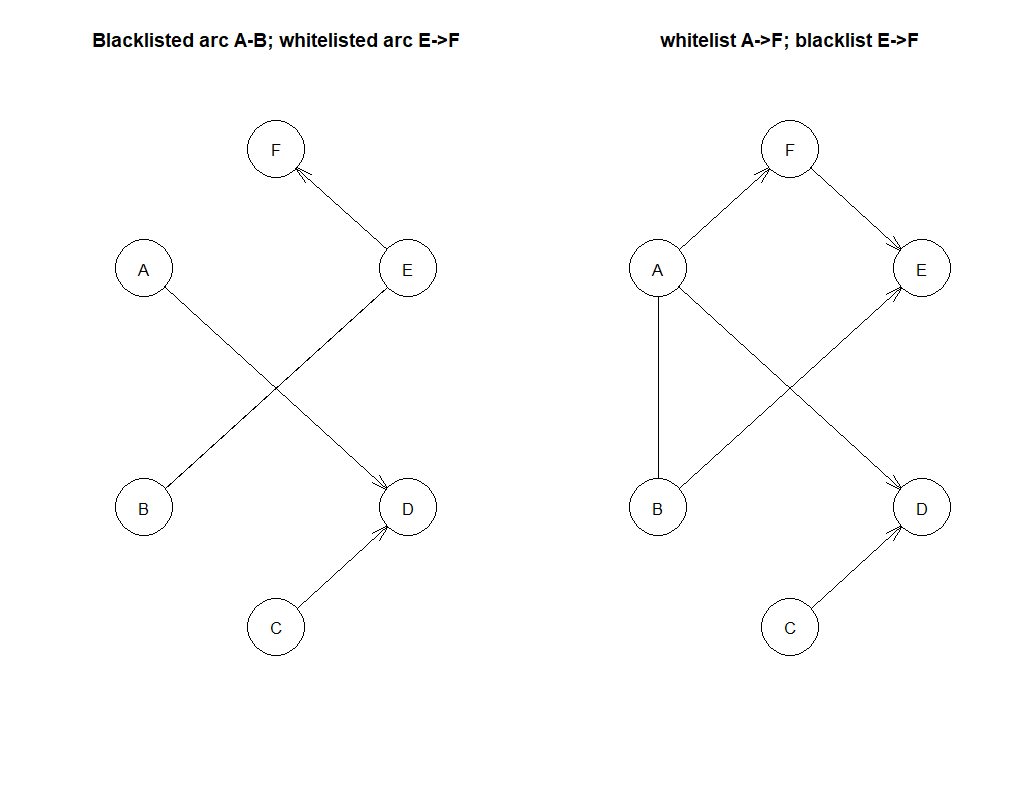 Blacklisted arc A-B; whitelisted arc E->F
F
A
E
B
D
C
whitelist A->F; blacklist E->F
F
A
E
B
D
C